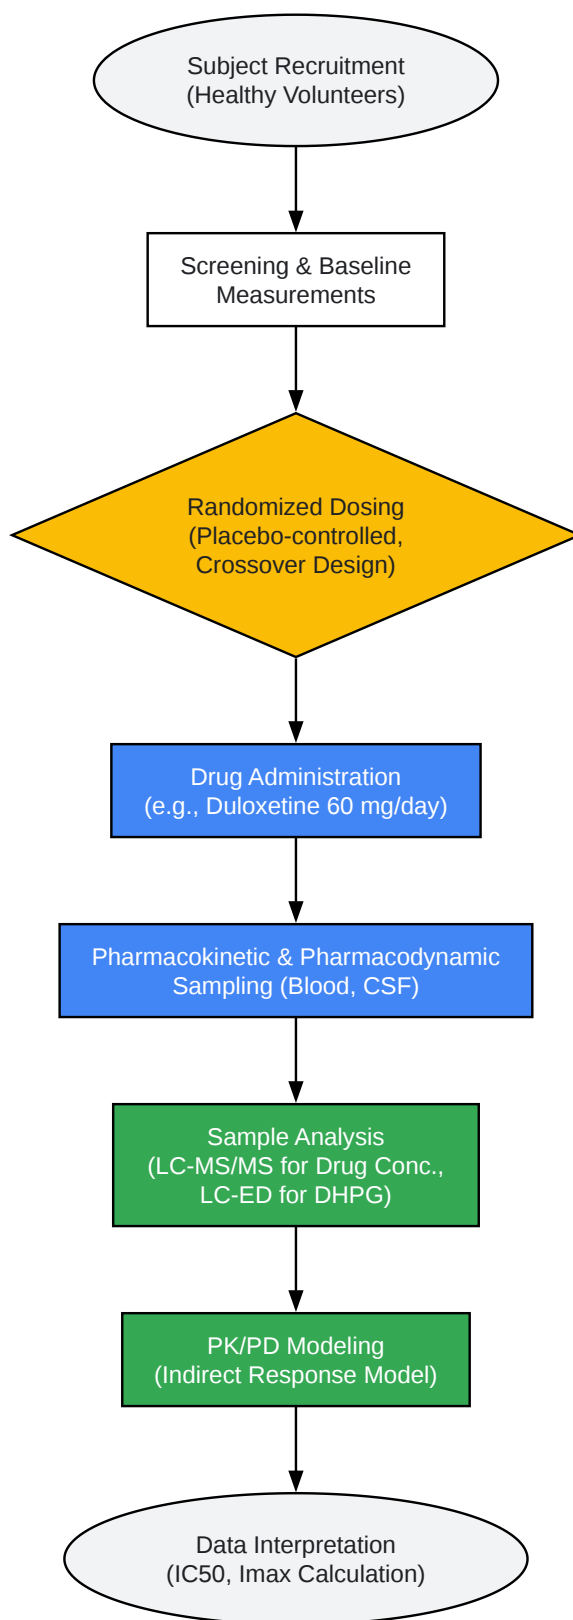 Subject Recruitment
(Healthy Volunteers)
Screening & Baseline
Measurements
Randomized Dosing
(Placebo-controlled,
Crossover Design)
Drug Administration
(e.g., Duloxetine 60 mg/day)
Pharmacokinetic & Pharmacodynamic
Sampling (Blood, CSF)
Sample Analysis
(LC-MS/MS for Drug Conc.,
LC-ED for DHPG)
PK/PD Modeling
(Indirect Response Model)
Data Interpretation
(IC50, Imax Calculation)